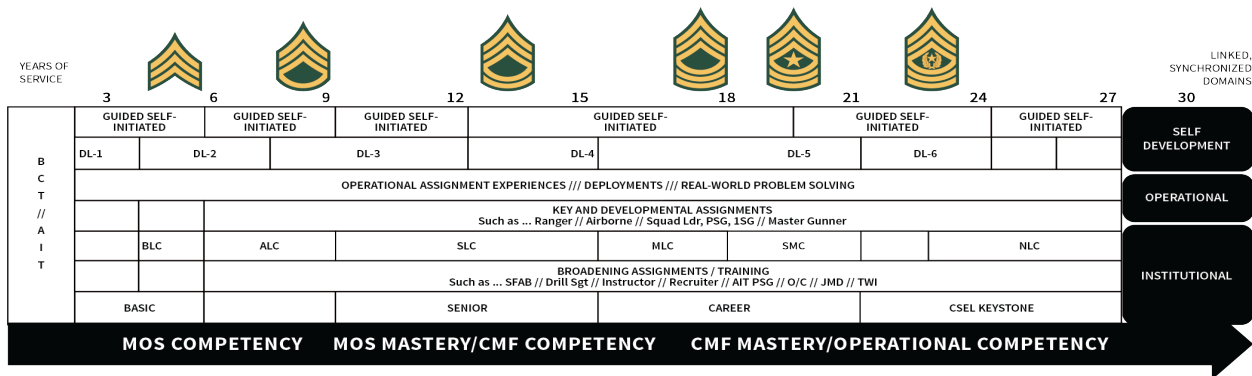 YEARS OF
SERVICE
LINKED,
SYNCHRONIZED
DOMAINS
3 6 9 12 15 18 21 24 27 30
GUIDED SELF-
INITIATED
GUIDED SELF-
INITIATED
GUIDED SELF-
INITIATED
GUIDED SELF-
INITIATED
GUIDED SELF-
INITIATED
GUIDED SELF-
INITIATED
SELF
DEVELOPMENT
B
C
T
//
A
I
T
DL-1 DL-2 DL-3 DL-4 DL-5 DL-6
OPERATIONAL ASSIGNMENT EXPERIENCES /// DEPLOYMENTS /// REAL-WORLD PROBLEM SOLVING
OPERATIONAL
KEY AND DEVELOPMENTAL ASSIGNMENTS
Such as ... Ranger // Airborne // Squad Ldr, PSG, 1SG // Master Gunner
BLC ALC SLC MLC SMC NLC
BROADENING ASSIGNMENTS / TRAINING
Such as ... SFAB // Drill Sgt // Instructor // Recruiter // AIT PSG // O/C // JMD // TWI
INSTITUTIONAL
BASIC SENIOR CAREER CSEL KEYSTONE
MOS COMPETENCY MOS MASTERY/CMF COMPETENCY CMF MASTERY/OPERATIONAL COMPETENCY